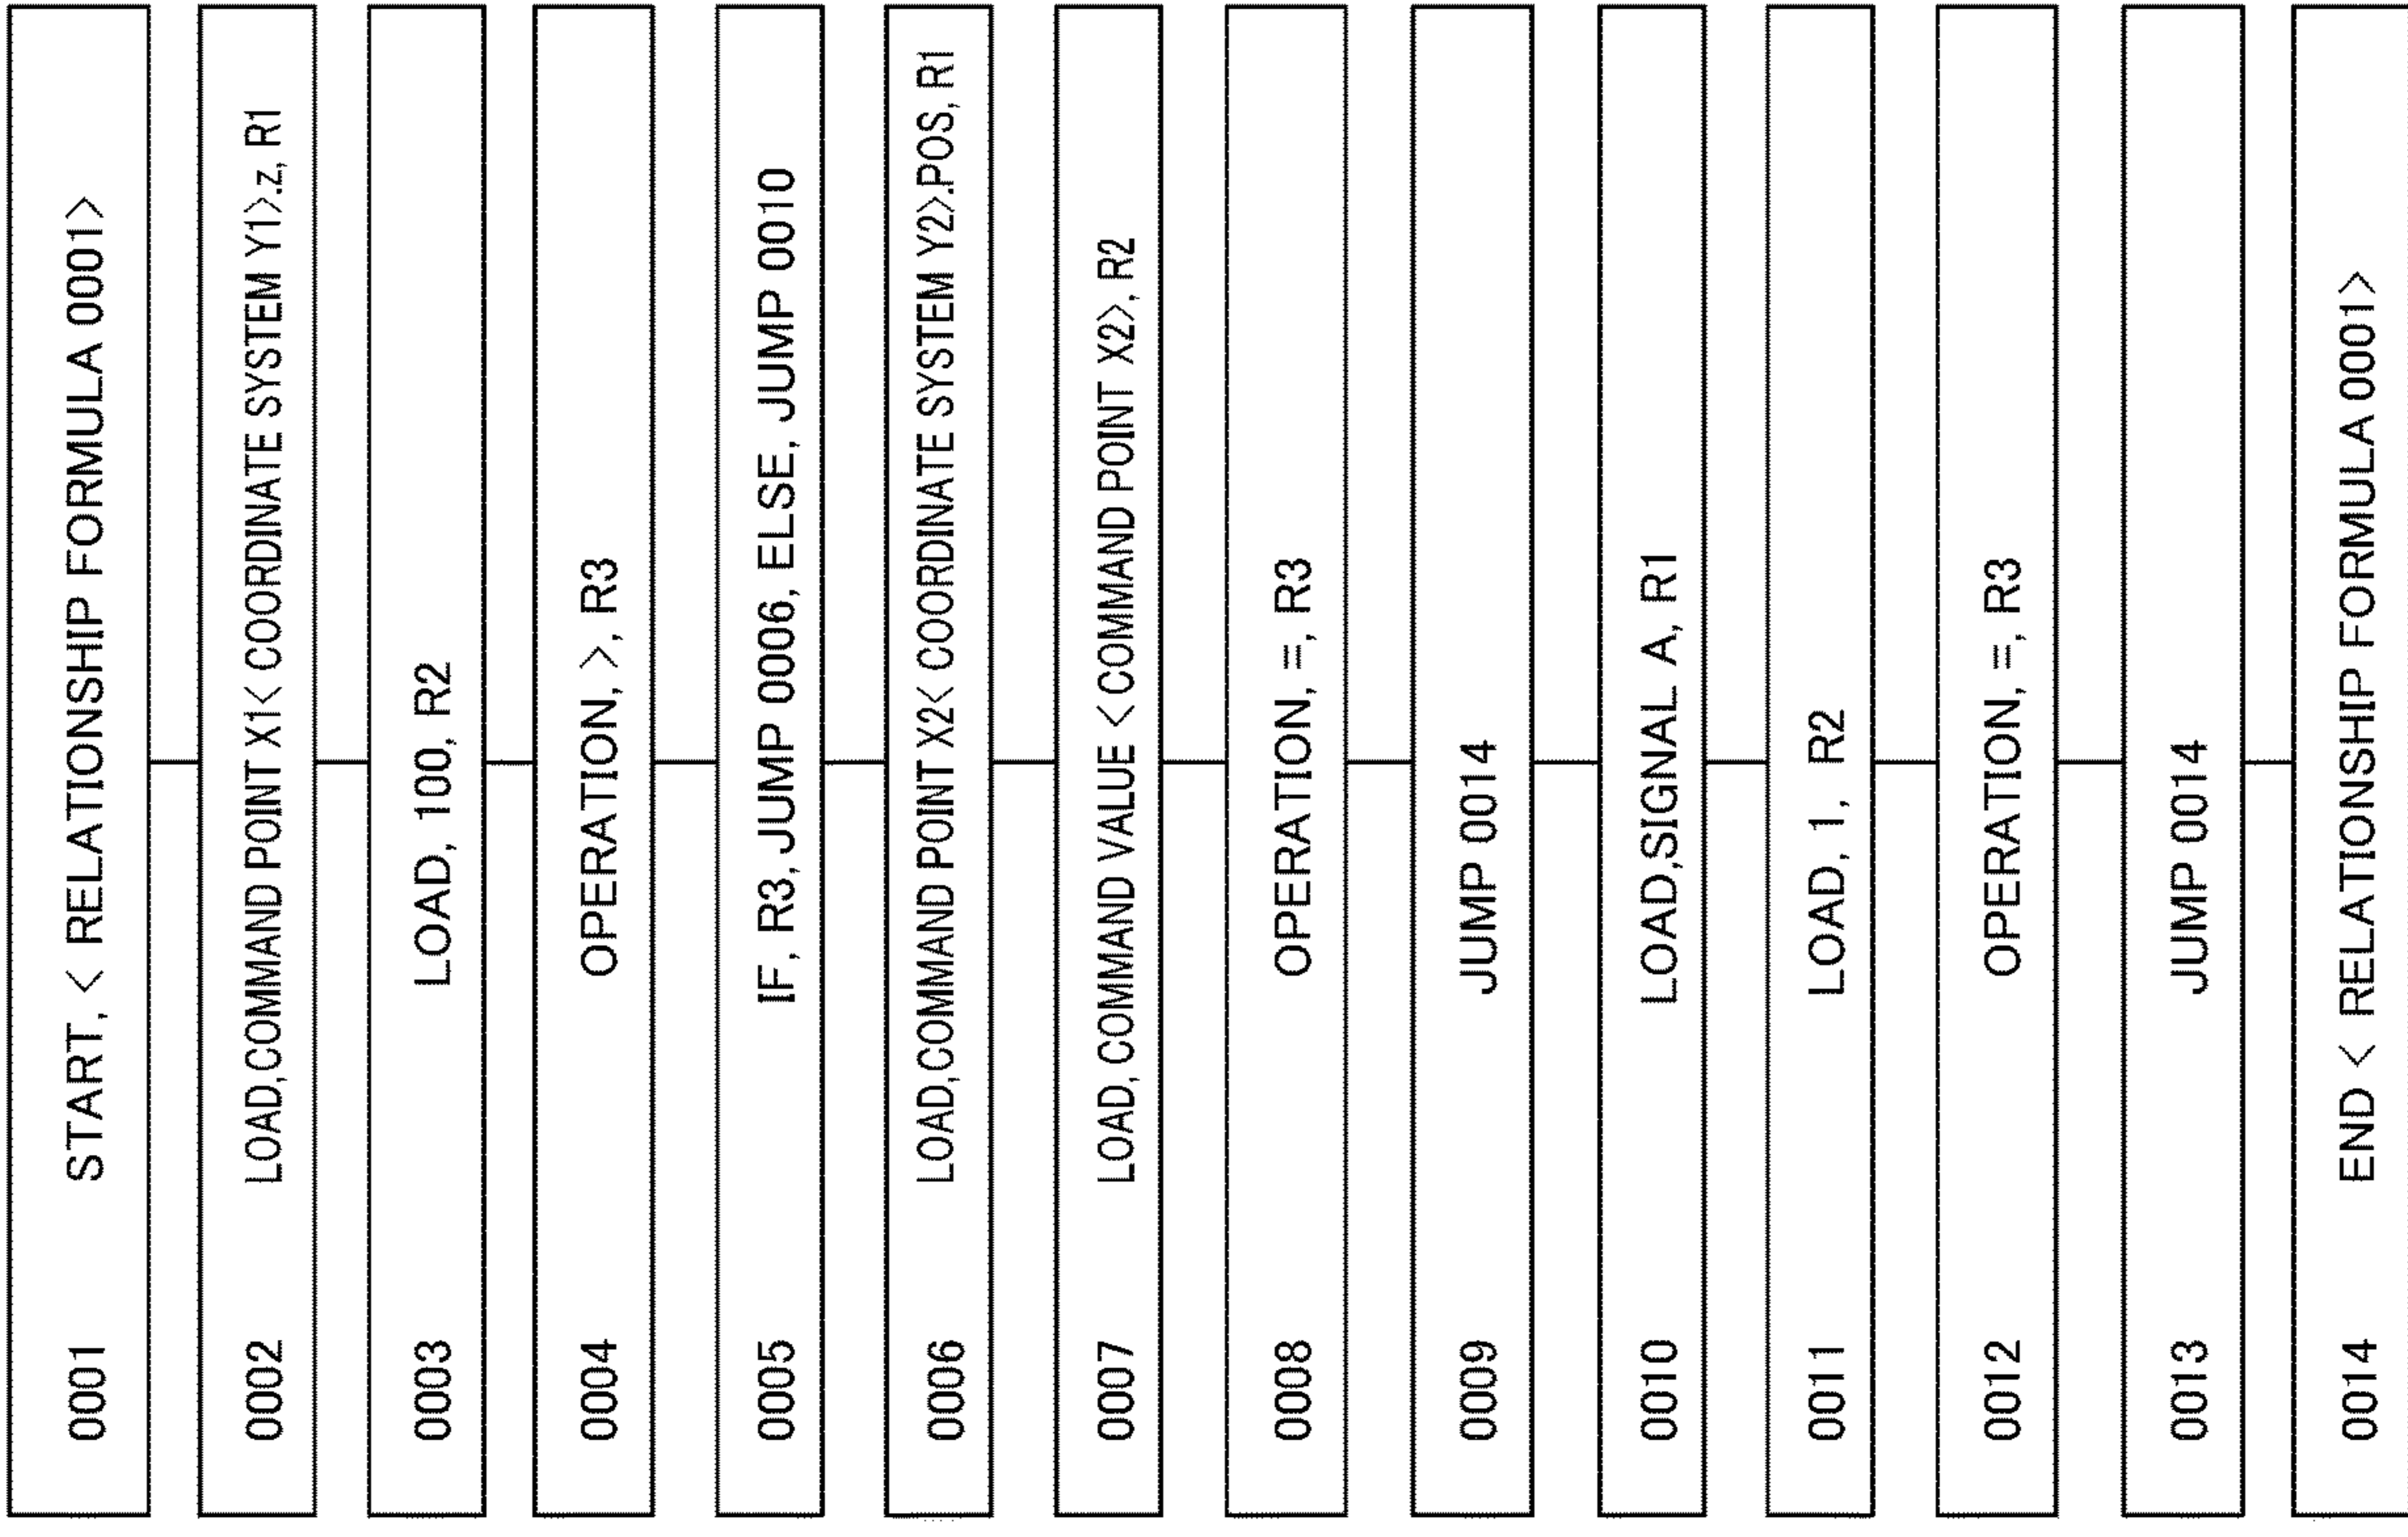 0001 START, < RELATIONSHIP FORMULA 0001>
0002 LOAD,COMMAND POINT X1< COORDINATE SYSTEM Y1>.z, R1
0003 LOAD, 100, R2
0004 OPERATION, >, R3
0005 IF, R3, JUMP 0006, ELSE, JUMP 0010
0006 LOAD,COMMAND POINT X2< COORDINATE SYSTEM Y2>.POS, R1
0007 LOAD, COMMAND VALUE < COMMAND POINT X2>, R2
0008 OPERATION, =, R3
0009 JUMP 0014
0010 LOAD,SIGNAL A, R1
0011 LOAD, 1, R2
0012 OPERATION, =, R3
0013 JUMP 0014
0014 END < RELATIONSHIP FORMULA 0001>